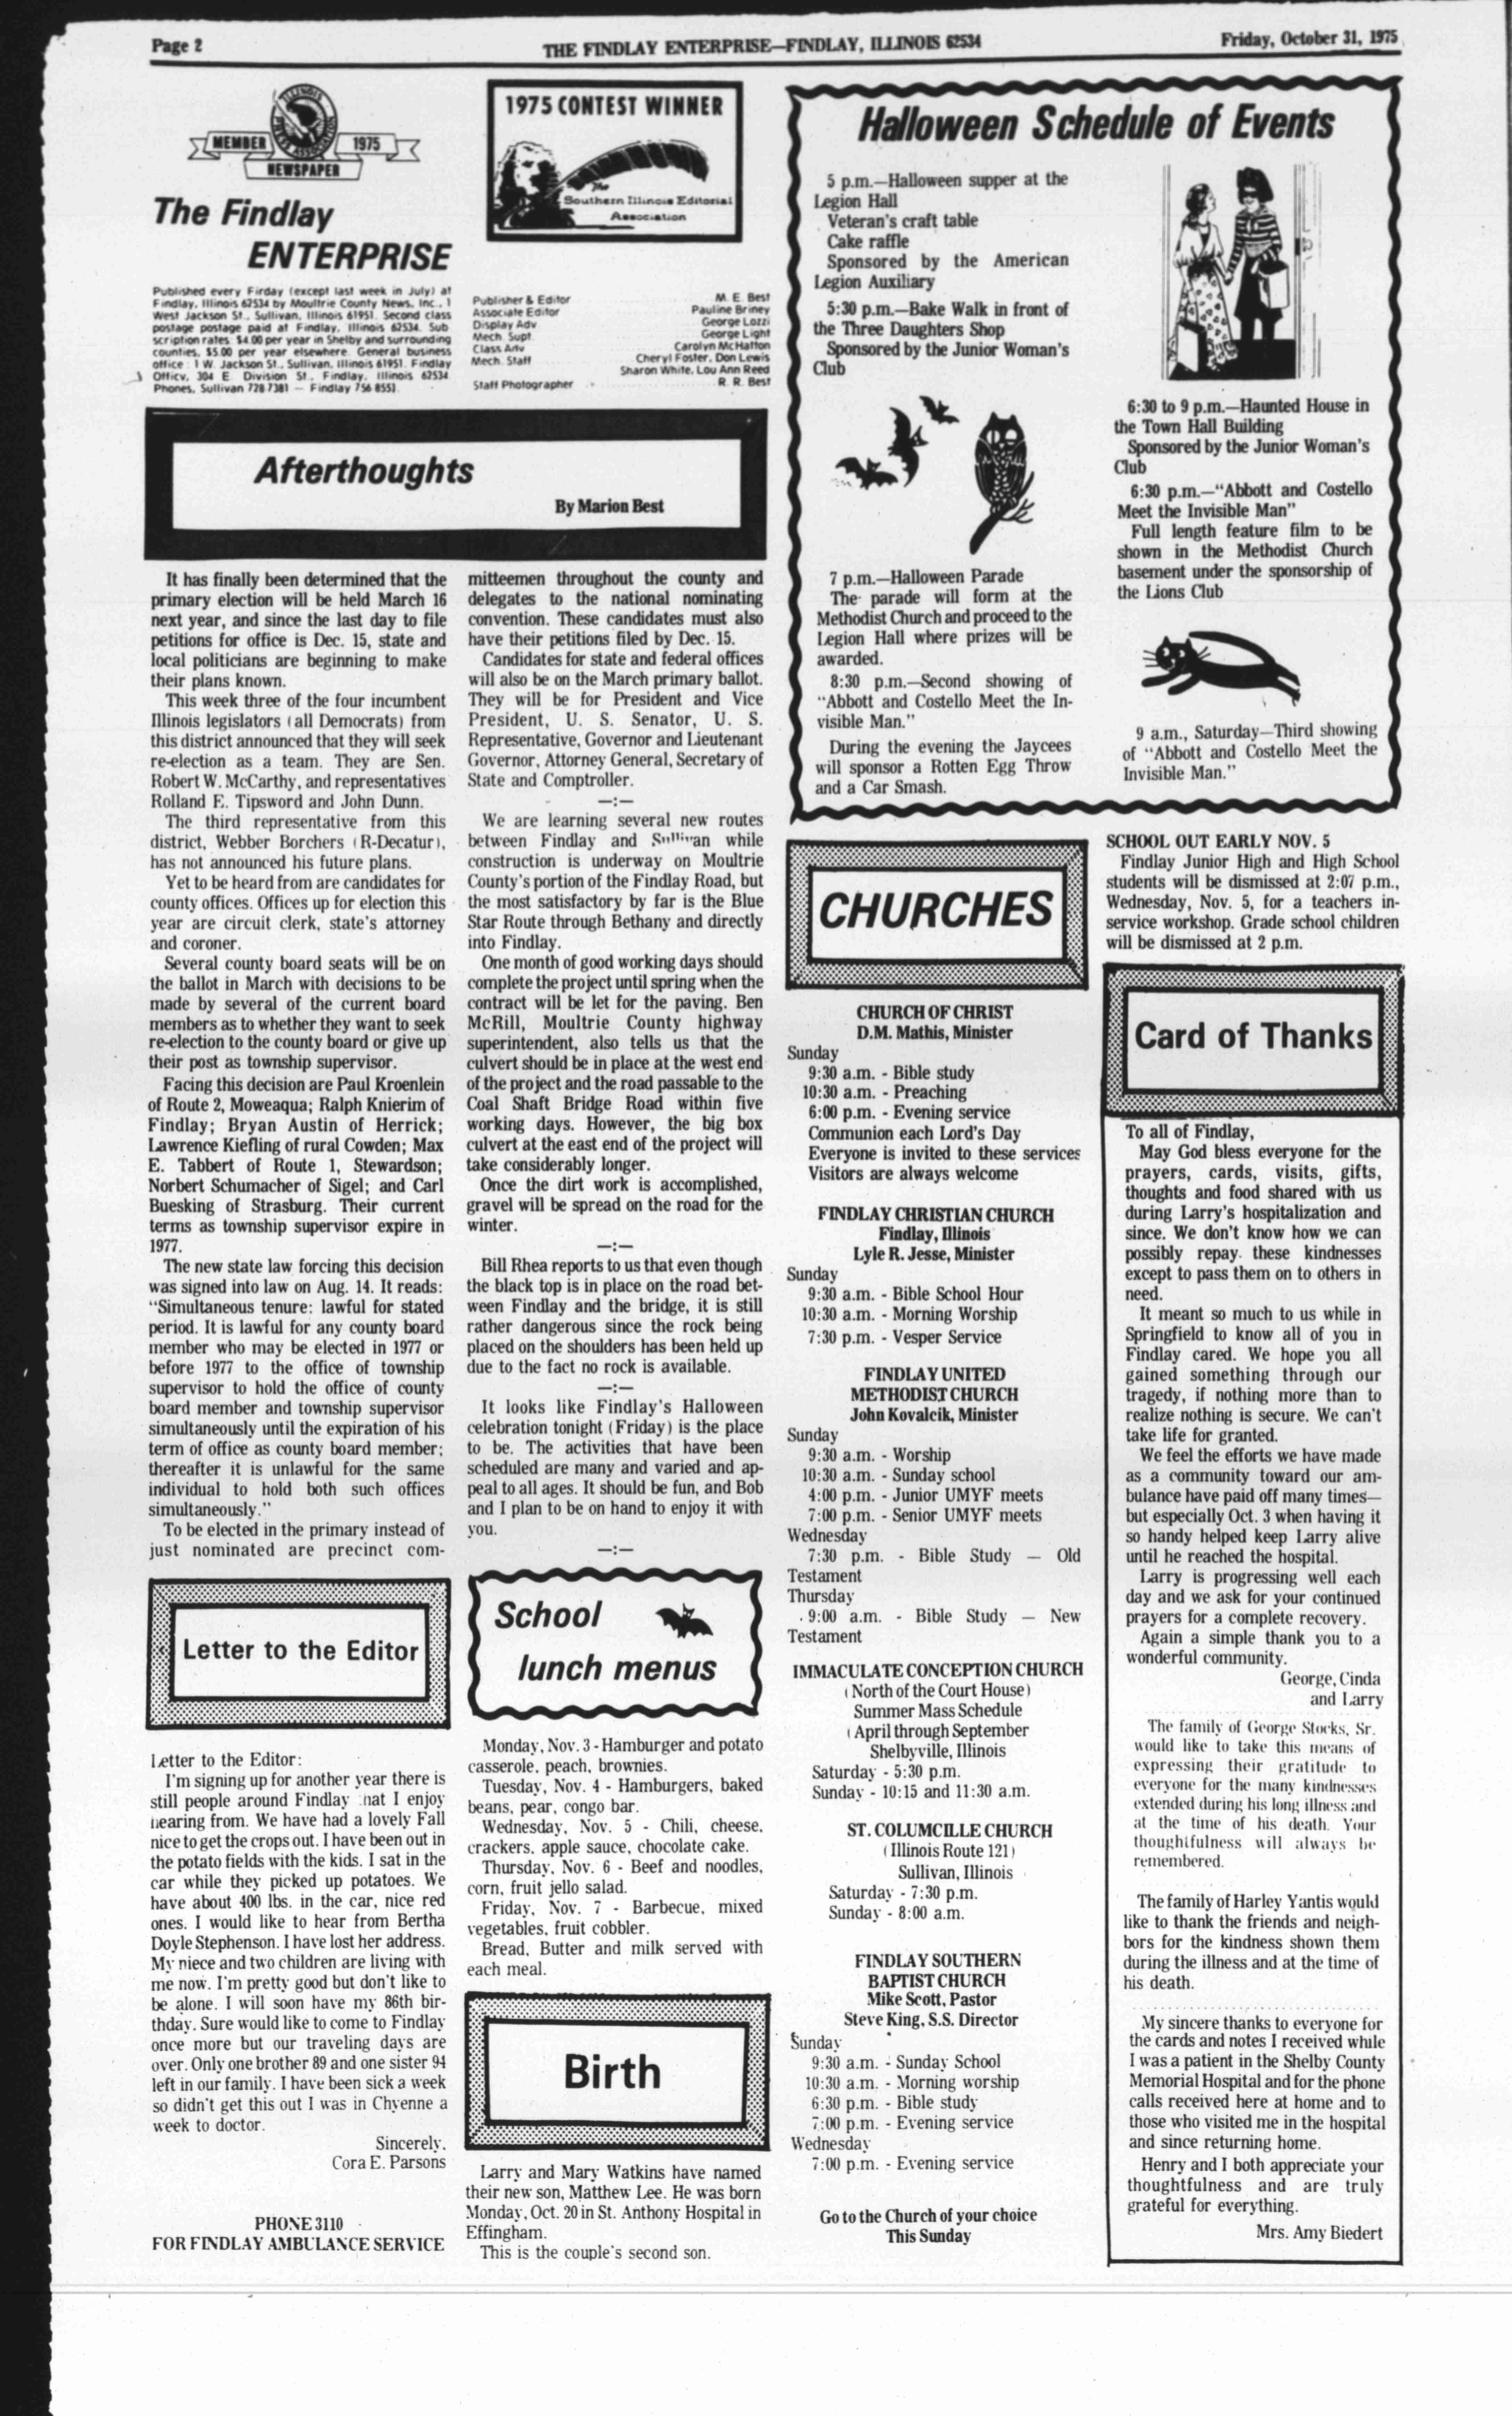 Page 2
THE FINDLAY ENTERPRISE—FINDLAY, ILLINOIS 62534
Friday, October 31, 1975
ILLINOIS
PRESS ASSOCIATION
MEMBER
1975
NEWSPAPER
The Findlay
ENTERPRISE
Published every Firday (except last week in July) at
Findlay, Illinois 62534 by Moultrie County News, Inc., 1
West Jackson St., Sullivan, Illinois 61951. Second class
postage postage paid at Findlay, Illinois 62534. Sub
scription rates: $4.00 per year in Shelby and surrounding
counties, $5.00 per year elsewhere. General business
office: 1 W. Jackson St., Sullivan, Illinois 61951. Findlay
Officv, 304 E. Division St., Findlay, Illinois 62534
Phones, Sullivan 728-7381 — Findlay 756-8551.
1975 CONTEST WINNER
The
Southern Illinois Editorial
Association
Publisher & Editor M. E. Best
Associate Editor Pauline Briney
Display Adv George Lozzi
Mech. Supt. George Light
Class Adv Carolyn McHatton
Mech. Staff Cheryl Foster, Don Lewis
Sharon White, Lou Ann Reed
Staff Photographer R. R. Best
Afterthoughts
By Marion Best
It has finally been determined that the
primary election will be held March 16
next year, and since the last day to file
petitions for office is Dec. 15, state and
local politicians are beginning to make
their plans known.
This week three of the four incumbent
Illinois legislators (all Democrats) from
this district announced that they will seek
re-election as a team. They are Sen.
Robert W. McCarthy, and representatives
Rolland F. Tipsword and John Dunn.
The third representative from this
district, Webber Borchers (R-Decatur),
has not announced his future plans.
Yet to be heard from are candidates for
county offices. Offices up for election this
year are circuit clerk, state's attorney
and coroner.
Several county board seats will be on
the ballot in March with decisions to be
made by several of the current board
members as to whether they want to seek
re-election to the county board or give up
their post as township supervisor.
Facing this decision are Paul Kroenlein
of Route 2, Moweaqua; Ralph Knierim of
Findlay; Bryan Austin of Herrick;
Lawrence Kiefling of rural Cowden; Max
E. Tabbert of Route 1, Stewardson;
Norbert Schumacher of Sigel; and Carl
Buesking of Strasburg. Their current
terms as township supervisor expire in
1977.
The new state law forcing this decision
was signed into law on Aug. 14. It reads:
"Simultaneous tenure: lawful for stated
period. It is lawful for any county board
member who may be elected in 1977 or
before 1977 to the office of township
supervisor to hold the office of county
board member and township supervisor
simultaneously until the expiration of his
term of office as county board member;
thereafter it is unlawful for the same
individual to hold both such offices
simultaneously."
To be elected in the primary instead of
just nominated are precinct com-
mitteemen throughout the county and
delegates to the national nominating
convention. These candidates must also
have their petitions filed by Dec. 15.
Candidates for state and federal offices
will also be on the March primary ballot.
They will be for President and Vice
President, U. S. Senator, U. S.
Representative, Governor and Lieutenant
Governor, Attorney General, Secretary of
State and Comptroller.
—:—
We are learning several new routes
between Findlay and Sullivan while
construction is underway on Moultrie
County's portion of the Findlay Road, but
the most satisfactory by far is the Blue
Star Route through Bethany and directly
into Findlay.
One month of good working days should
complete the project until spring when the
contract will be let for the paving. Ben
McRill, Moultrie County highway
superintendent, also tells us that the
culvert should be in place at the west end
of the project and the road passable to the
Coal Shaft Bridge Road within five
working days. However, the big box
culvert at the east end of the project will
take considerably longer.
Once the dirt work is accomplished,
gravel will be spread on the road for the
winter.
—:—
Bill Rhea reports to us that even though
the black top is in place on the road bet-
ween Findlay and the bridge, it is still
rather dangerous since the rock being
placed on the shoulders has been held up
due to the fact no rock is available.
—:—
It looks like Findlay's Halloween
celebration tonight (Friday) is the place
to be. The activities that have been
scheduled are many and varied and ap-
peal to all ages. It should be fun, and Bob
and I plan to be on hand to enjoy it with
you.
—:—
Letter to the Editor
Letter to the Editor:
I'm signing up for another year there is
still people around Findlay hat I enjoy
hearing from. We have had a lovely Fall
nice to get the crops out. I have been out in
the potato fields with the kids. I sat in the
car while they picked up potatoes. We
have about 400 lbs. in the car, nice red
ones. I would like to hear from Bertha
Doyle Stephenson. I have lost her address.
My niece and two children are living with
me now. I'm pretty good but don't like to
be alone. I will soon have my 86th bir-
thday. Sure would like to come to Findlay
once more but our traveling days are
over. Only one brother 89 and one sister 94
left in our family. I have been sick a week
so didn't get this out I was in Chyenne a
week to doctor.
Sincerely,
Cora E. Parsons
PHONE 3110
FOR FINDLAY AMBULANCE SERVICE
School
lunch menus
Monday, Nov. 3 - Hamburger and potato
casserole, peach, brownies.
Tuesday, Nov. 4 - Hamburgers, baked
beans, pear, congo bar.
Wednesday, Nov. 5 - Chili, cheese,
crackers, apple sauce, chocolate cake.
Thursday, Nov. 6 - Beef and noodles,
corn, fruit jello salad.
Friday, Nov. 7 - Barbecue, mixed
vegetables, fruit cobbler.
Bread, Butter and milk served with
each meal.
Birth
Larry and Mary Watkins have named
their new son, Matthew Lee. He was born
Monday, Oct. 20 in St. Anthony Hospital in
Effingham.
This is the couple's second son.
Halloween Schedule of Events
5 p.m.—Halloween supper at the
Legion Hall
Veteran's craft table
Cake raffle
Sponsored by the American
Legion Auxiliary
5:30 p.m.—Bake Walk in front of
the Three Daughters Shop
Sponsored by the Junior Woman's
Club
7 p.m.—Halloween Parade
The parade will form at the
Methodist Church and proceed to the
Legion Hall where prizes will be
awarded.
8:30 p.m.—Second showing of
"Abbott and Costello Meet the In-
visible Man."
During the evening the Jaycees
will sponsor a Rotten Egg Throw
and a Car Smash.
6:30 to 9 p.m.—Haunted House in
the Town Hall Building
Sponsored by the Junior Woman's
Club
6:30 p.m.—"Abbott and Costello
Meet the Invisible Man"
Full length feature film to be
shown in the Methodist Church
basement under the sponsorship of
the Lions Club
9 a.m., Saturday—Third showing
of "Abbott and Costello Meet the
Invisible Man."
CHURCHES
CHURCH OF CHRIST
D.M. Mathis, Minister
Sunday
9:30 a.m. - Bible study
10:30 a.m. - Preaching
6:00 p.m. - Evening service
Communion each Lord's Day
Everyone is invited to these services
Visitors are always welcome
FINDLAY CHRISTIAN CHURCH
Findlay, Illinois
Lyle R. Jesse, Minister
Sunday
9:30 a.m. - Bible School Hour
10:30 a.m. - Morning Worship
7:30 p.m. - Vesper Service
FINDLAY UNITED
METHODIST CHURCH
John Kovalcik, Minister
Sunday
9:30 a.m. - Worship
10:30 a.m. - Sunday school
4:00 p.m. - Junior UMYF meets
7:00 p.m. - Senior UMYF meets
Wednesday
7:30 p.m. - Bible Study — Old
Testament
Thursday
9:00 a.m. - Bible Study — New
Testament
IMMACULATE CONCEPTION CHURCH
(North of the Court House)
Summer Mass Schedule
(April through September
Shelbyville, Illinois
Saturday - 5:30 p.m.
Sunday - 10:15 and 11:30 a.m.
ST. COLUMCILLE CHURCH
(Illinois Route 121)
Sullivan, Illinois
Saturday - 7:30 p.m.
Sunday - 8:00 a.m.
FINDLAY SOUTHERN
BAPTIST CHURCH
Mike Scott, Pastor
Steve King, S.S. Director
Sunday
9:30 a.m. - Sunday School
10:30 a.m. - Morning worship
6:30 p.m. - Bible study
7:00 p.m. - Evening service
Wednesday
7:00 p.m. - Evening service
Go to the Church of your choice
This Sunday
SCHOOL OUT EARLY NOV. 5
Findlay Junior High and High School
students will be dismissed at 2:07 p.m.,
Wednesday, Nov. 5, for a teachers in-
service workshop. Grade school children
will be dismissed at 2 p.m.
Card of Thanks
To all of Findlay,
May God bless everyone for the
prayers, cards, visits, gifts,
thoughts and food shared with us
during Larry's hospitalization and
since. We don't know how we can
possibly repay these kindnesses
except to pass them on to others in
need.
It meant so much to us while in
Springfield to know all of you in
Findlay cared. We hope you all
gained something through our
tragedy, if nothing more than to
realize nothing is secure. We can't
take life for granted.
We feel the efforts we have made
as a community toward our am-
bulance have paid off many times—
but especially Oct. 3 when having it
so handy helped keep Larry alive
until he reached the hospital.
Larry is progressing well each
day and we ask for your continued
prayers for a complete recovery.
Again a simple thank you to a
wonderful community.
George, Cinda
and Larry
The family of George Stocks, Sr.
would like to take this means of
expressing their gratitude to
everyone for the many kindnesses
extended during his long illness and
at the time of his death. Your
thoughtfulness will always be
remembered.
The family of Harley Yantis would
like to thank the friends and neigh-
bors for the kindness shown them
during the illness and at the time of
his death.
My sincere thanks to everyone for
the cards and notes I received while
I was a patient in the Shelby County
Memorial Hospital and for the phone
calls received here at home and to
those who visited me in the hospital
and since returning home.
Henry and I both appreciate your
thoughtfulness and are truly
grateful for everything.
Mrs. Amy Biedert